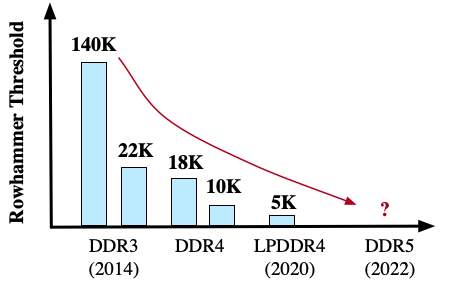 Rowhammer Threshold
140K
22K
18K
10K
5K
?
DDR3
(2014)
DDR4
LPDDR4
(2020)
DDR5
(2022)